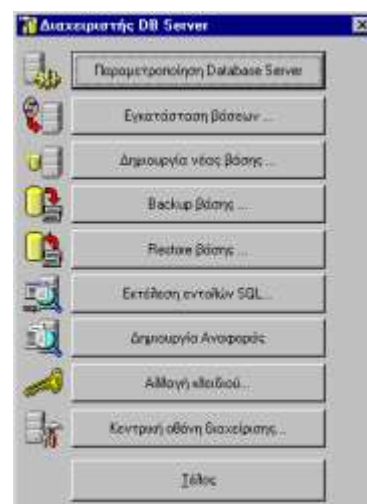 Διαχειριστής DB Server
Παραμετροποίηση Database Server
Εγκατάσταση βάσεων ...
Δημιουργία νέας βάσης ...
Backup βάσης ...
Restore βάσης ...
Εκτέλεση εντολών SQL...
Δημιουργία Αναφοράς
Αλλαγή κλειδιού...
Κεντρική οθόνη διαχείρισης...
Τέλος